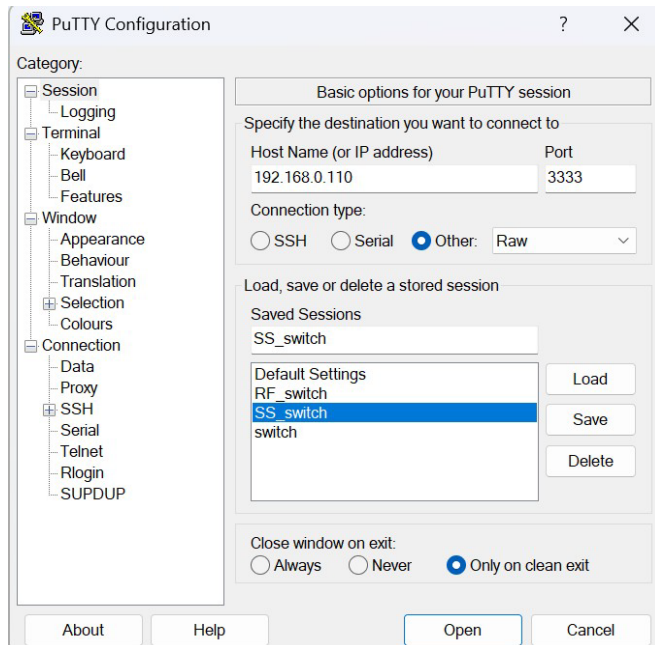 PuTTY Configuration ? ×
Category:
Session
Logging
Terminal
Keyboard
Bell
Features
Window
Appearance
Behaviour
Translation
Selection
Colours
Connection
Data
Proxy
SSH
Serial
Telnet
Rlogin
SUPDUP
Basic options for your PuTTY session
Specify the destination you want to connect to
Host Name (or IP address) Port
192.168.0.110 3333
Connection type:
SSH Serial Other: Raw
Load, save or delete a stored session
Saved Sessions
SS_switch
Default Settings
RF_switch
SS_switch
switch
Load
Save
Delete
Close window on exit:
Always Never Only on clean exit
About Help Open Cancel